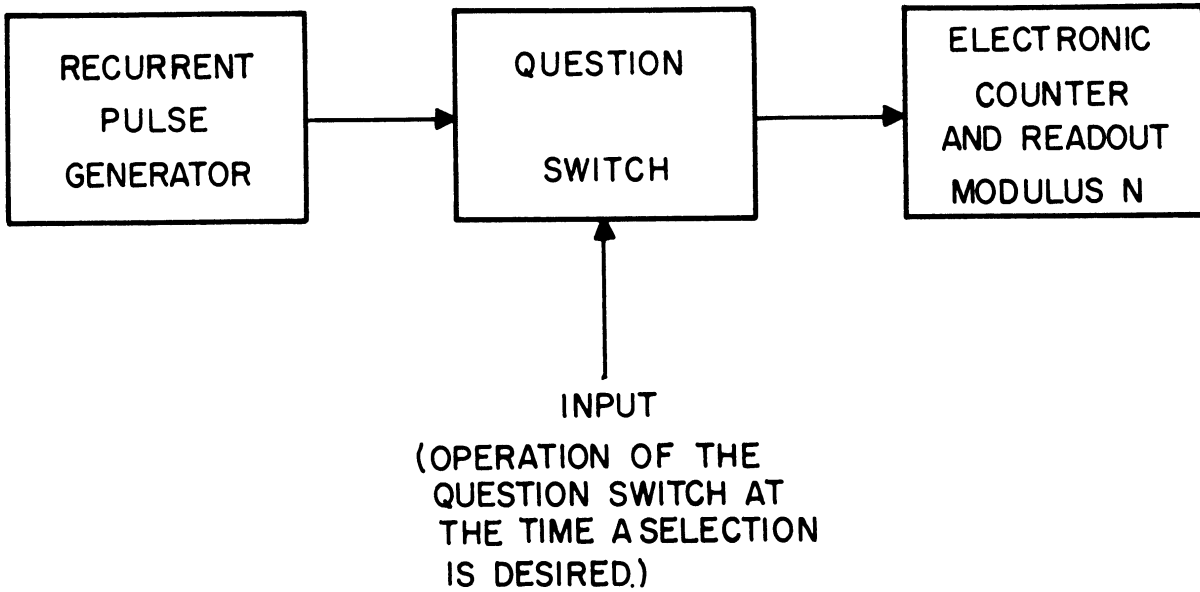 RECURRENT
PULSE
GENERATOR
QUESTION
SWITCH
ELECTRONIC
COUNTER
AND READOUT
MODULUS N
INPUT
(OPERATION OF THE
QUESTION SWITCH AT
THE TIME A SELECTION
IS DESIRED.)